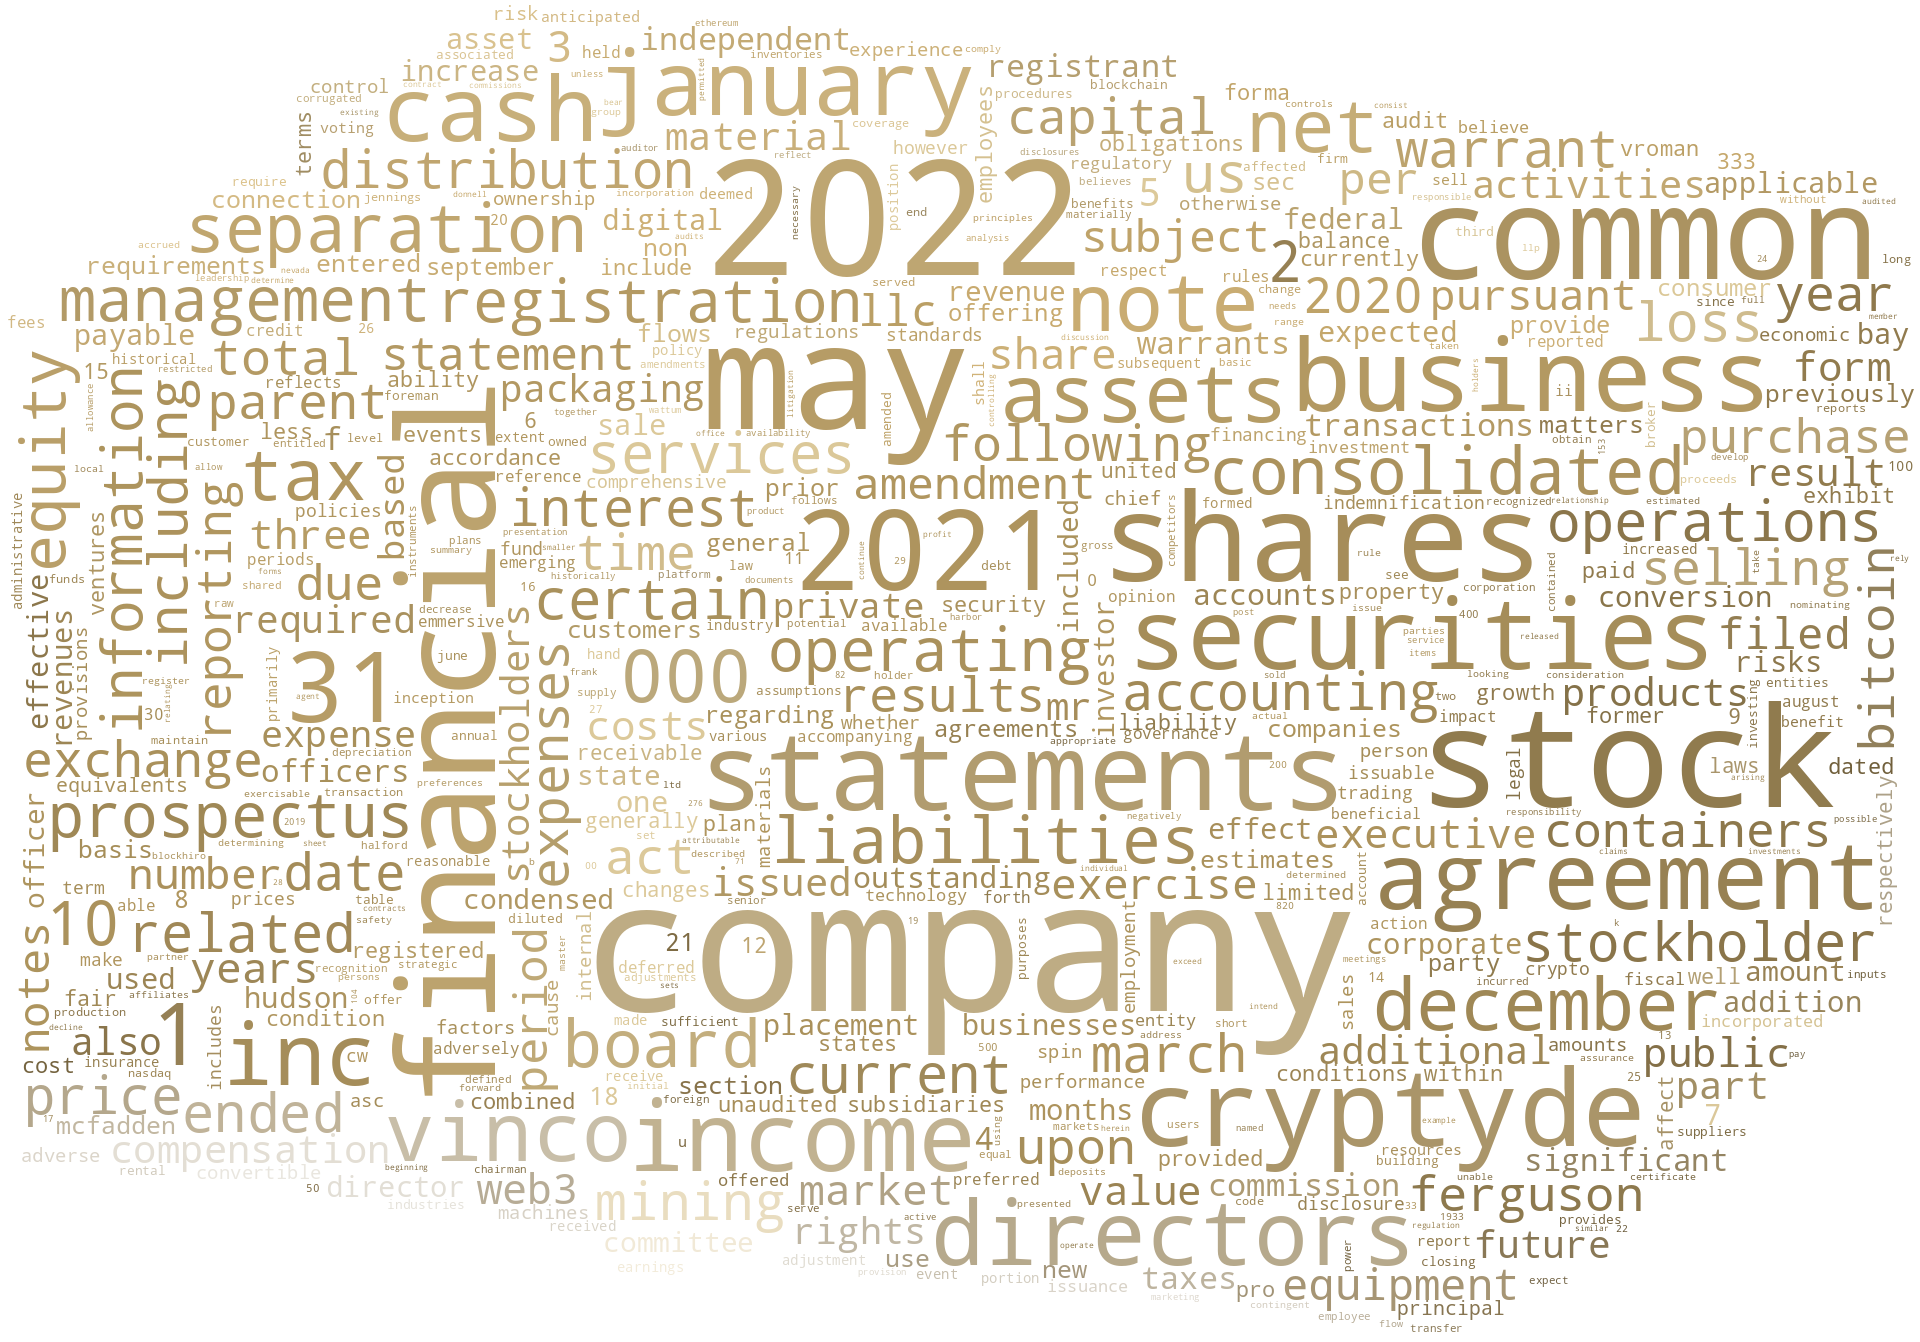 risk anticipated ethereum
asset 3 held independent experience comply
associated inventories
increase unless january registrant
control cash contract commissions permitted blockchain
corrugated bear group employees procedures forma controls consist
voting existing material coverage capital net audit believe
terms auditor however obligations warrant vroman 333
distribution reflect disclosures regulatory us affected firm
require 2022 per sell activities applicable
connection jennings donnell incorporation deemed believes 5 sec responsible without audited
separation 20 ownership digital position benefits otherwise federal common
necessary end principles materially third
accrued audits non subject balance llp
requirements nevada entered september include analysis 2 currently 24 long
leadership determine served respect rules
management registration llc revenue note change 2020 pursuant consumer year
fees payable credit 26 flows regulations offering needs since full member
historical policy standards range expected provide loss economic bay
15 restricted total statement may discussion warrants taken reported
equity reflects ability amendments share subsequent basic business form
allowance parent foreman packaging litigation shall controlling assets holders ii previously
information including 6 together wattum reports
customer less f events extent owned sale office availability amended following transactions matters broker purchase
entitled level financial accordance services financing obtain 153
local allow tax based reference comprehensive amendment united investment consolidated develop result 100
reporting policies instruments interest prior follows chief indemnification recognized relationship estimated proceeds exhibit
administrative ventures three plans presentation product 2021 included formed shares competitors operations
periods summary fund smaller time general 11 29 profit continue gross rule increased
funds forms due emerging law debt see take rely
effective shared historically platform documents 0 corporation contained paid selling bitcoin
raw decrease 16 certain private security opinion accounts property conversion nominating
notes revenues provisions required emmersive stockholders industry potential available harbor investor issue 400
customers post securities parties service released filed
register june expenses hand 000 operating items risks
primarily 31 frank 82 holder sold looking consideration entities
30 relating agent inception supply assumptions results mr accounting two growth products august
expense 27 costs regarding whether agreements liability actual impact former 9 benefit
maintain depreciation annual various accompanying governance companies investing
exchange officers receivable appropriate person laws dated
equivalents preferences state ltd statements 200 issuable legal arising
exercisable transaction one 276 trading stock respectively
prospectus 2019 generally plan materials negatively beneficial responsibility
officer determining sheet halford set attributable liabilities effect executive containers possible
basis blockhiro reasonable b act described individual estimates investments
number date 00 71 determined claims
term 28 condensed changes issued outstanding exercise limited account agreement
able 8 prices table contracts diluted senior technology forth 820
10 safety 19 action k
related period internal 21 12 company purposes employment corporate stockholder
make registered deferred exceed meetings
used partner years recognition strategic adjustments master sets intend party crypto fiscal well amount inputs
fair affiliates persons 14 incurred
production hudson 104 offer cause december addition
decline 1 condition factors made sufficient placement businesses entity short sales 13 incorporated
also includes adversely board states 500 address additional amounts assurance
inc cw spin march public pay
cost insurance defined receive section current performance conditions within
nasdaq forward initial 25
price asc combined 18 foreign unaudited subsidiaries months cryptyde affect part
17 mcfadden ended vinco u income 4 using markets herein users named example 7 suppliers
adverse compensation equal upon provided resources building significant
rental convertible beginning chairman preferred deposits unable certificate
50 director web3 offered market value commission
industries machines mining serve active presented code disclosure 33 ferguson
received directors 1933 regulation provides
committee rights use operate power report similar 22 future
adjustment event new closing
earnings provision portion issuance taxes pro equipment expect
marketing contingent employee principal
flow transfer